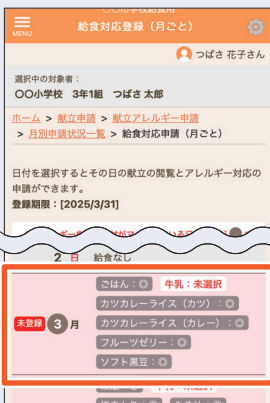 MENU
給食対応登録（月ごと）
つばさ 花子さん
選択中の対象者：
〇〇小学校 3年1組 つばさ 太郎
ホーム > 献立申請 > 献立アレルギー申請
> 月別申請状況一覧 > 給食対応申請（月ごと）
日付を選択するとその日の献立の閲覧とアレルギー対応の
申請ができます。
登録期限：[2025/3/31]
2 日 給食なし
ごはん：◎ 牛乳：未選択
カツカレーライス（カツ）：◎
未登録 3 月 カツカレーライス（カレー）：◎
フルーツゼリー：◎
ソフト黒豆：◎